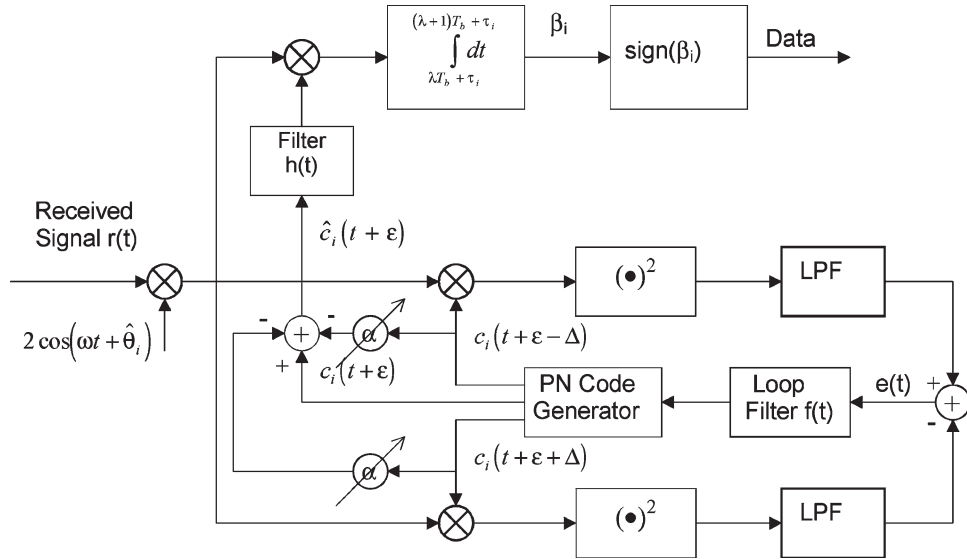 (λ+1)T_b + τ_i
∫ dt
λT_b + τ_i
β_i
sign(β_i)
Data
Filter
h(t)
Received
Signal r(t)
ĉ_i(t + ε)
(•)²
LPF
2cos(ωt + θ̂_i)
-
-
+
+
α
c_i(t + ε − Δ)
c_i(t + ε)
PN Code
Generator
Loop
Filter f(t)
e(t)
+
+
-
α
c_i(t + ε + Δ)
(•)²
LPF